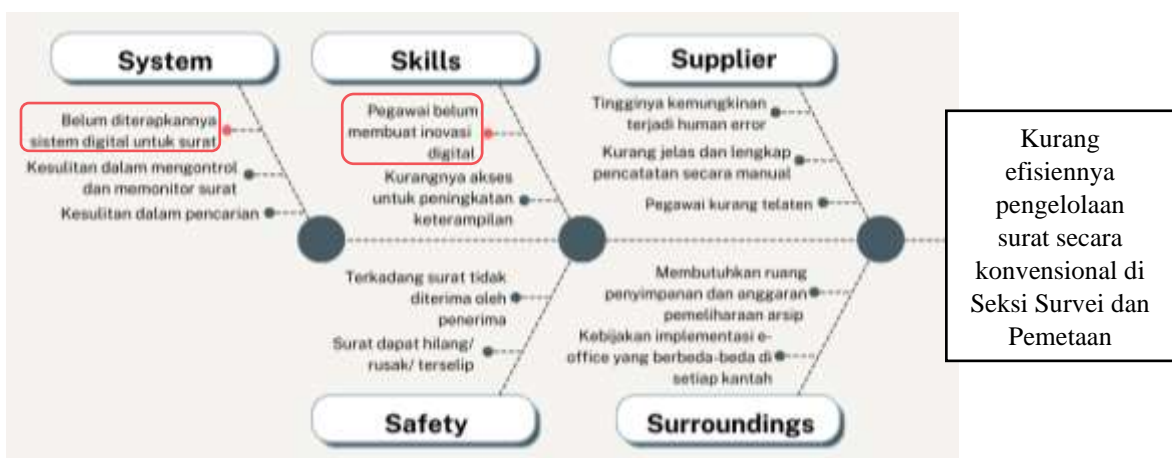 System
Belum diterapkannya
sistem digital untuk surat
Kesulitan dalam mengontrol
dan memonitor surat
Kesulitan dalam pencarian
Skills
Pegawai belum
membuat inovasi
digital
Kurangnya akses
untuk peningkatan
keterampilan
Supplier
Tingginya kemungkinan
terjadi human error
Kurang jelas dan lengkap
pencatatan secara manual
Pegawai kurang telaten
Terkadang surat tidak
diterima oleh
penerima
Surat dapat hilang/
rusak/ terselip
Safety
Membutuhkan ruang
penyimpanan dan anggaran
pemeliharaan arsip
Kebijakan implementasi e-
office yang berbeda-beda di
setiap kantah
Surroundings
Kurang
efisiennya
pengelolaan
surat secara
konvensional di
Seksi Survei dan
Pemetaan